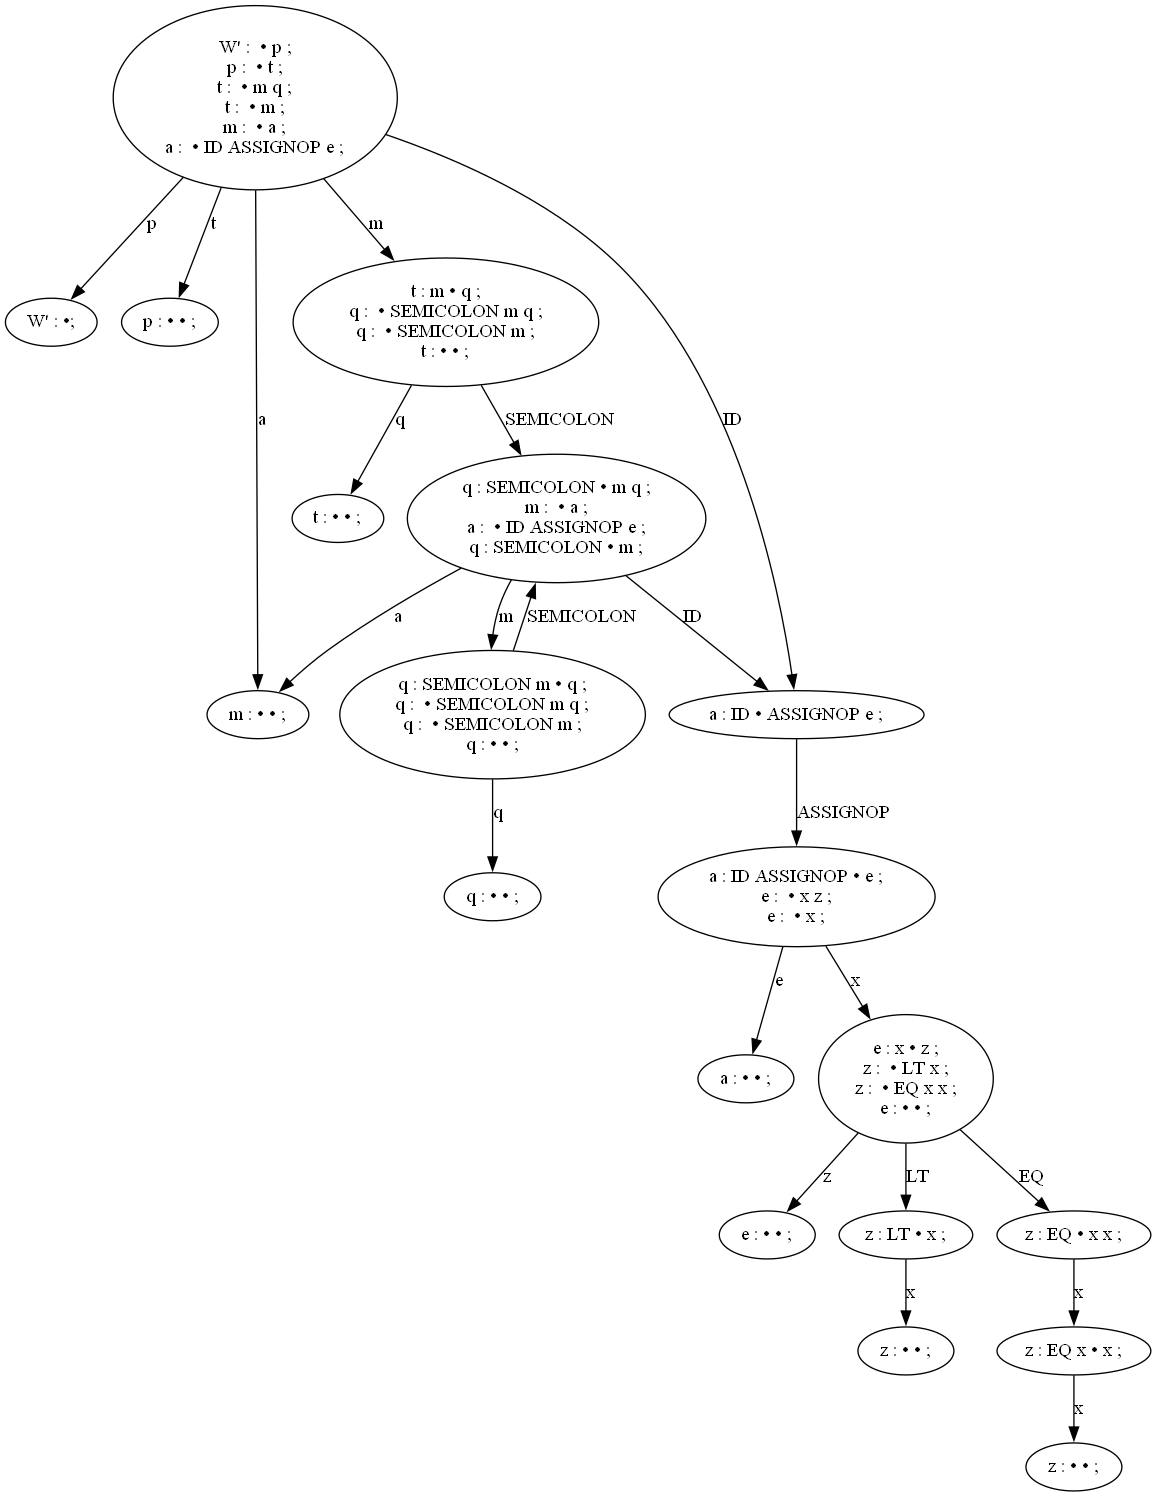 W' : • p ;
p : • t ;
t : • m q ;
t : • m ;
m : • a ;
a : • ID ASSIGNOP e ;
p
t
m
a
ID
W' : •;
p : • • ;
t : m • q ;
q : • SEMICOLON m q ;
q : • SEMICOLON m ;
t : • • ;
q
SEMICOLON
t : • • ;
q : SEMICOLON • m q ;
m : • a ;
a : • ID ASSIGNOP e ;
q : SEMICOLON • m ;
a
m
SEMICOLON
ID
m : • • ;
q : SEMICOLON m • q ;
q : • SEMICOLON m q ;
q : • SEMICOLON m ;
q : • • ;
a : ID • ASSIGNOP e ;
q
ASSIGNOP
q : • • ;
a : ID ASSIGNOP • e ;
e : • x z ;
e : • x ;
e
x
a : • • ;
e : x • z ;
z : • LT x ;
z : • EQ x x ;
e : • • ;
z
LT
EQ
e : • • ;
z : LT • x ;
z : EQ • x x ;
x
x
z : • • ;
z : EQ x • x ;
x
z : • • ;